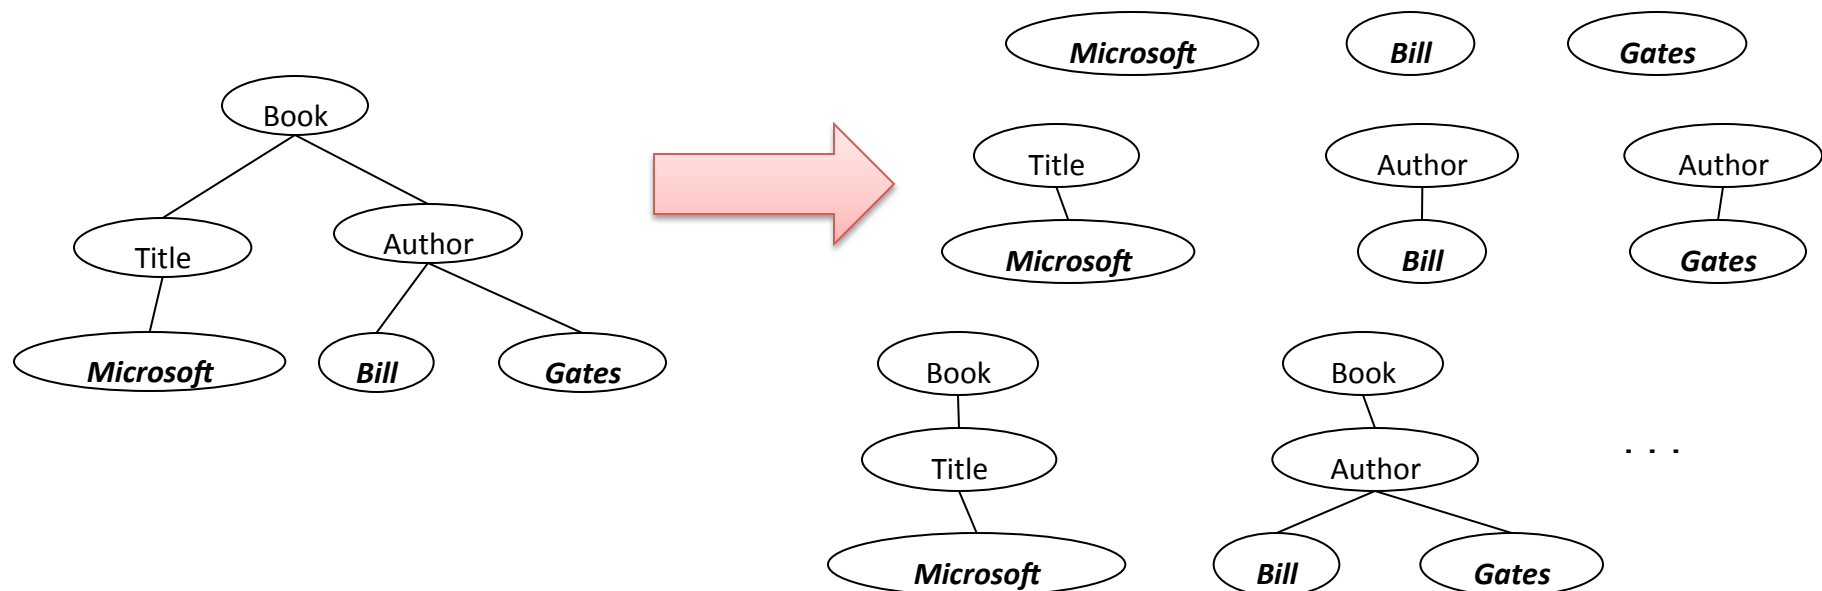 Book
Title
Author
Microsoft
Bill
Gates
Microsoft
Bill
Gates
Title
Author
Author
Microsoft
Bill
Gates
Book
Book
Title
Author
. . .
Microsoft
Bill
Gates